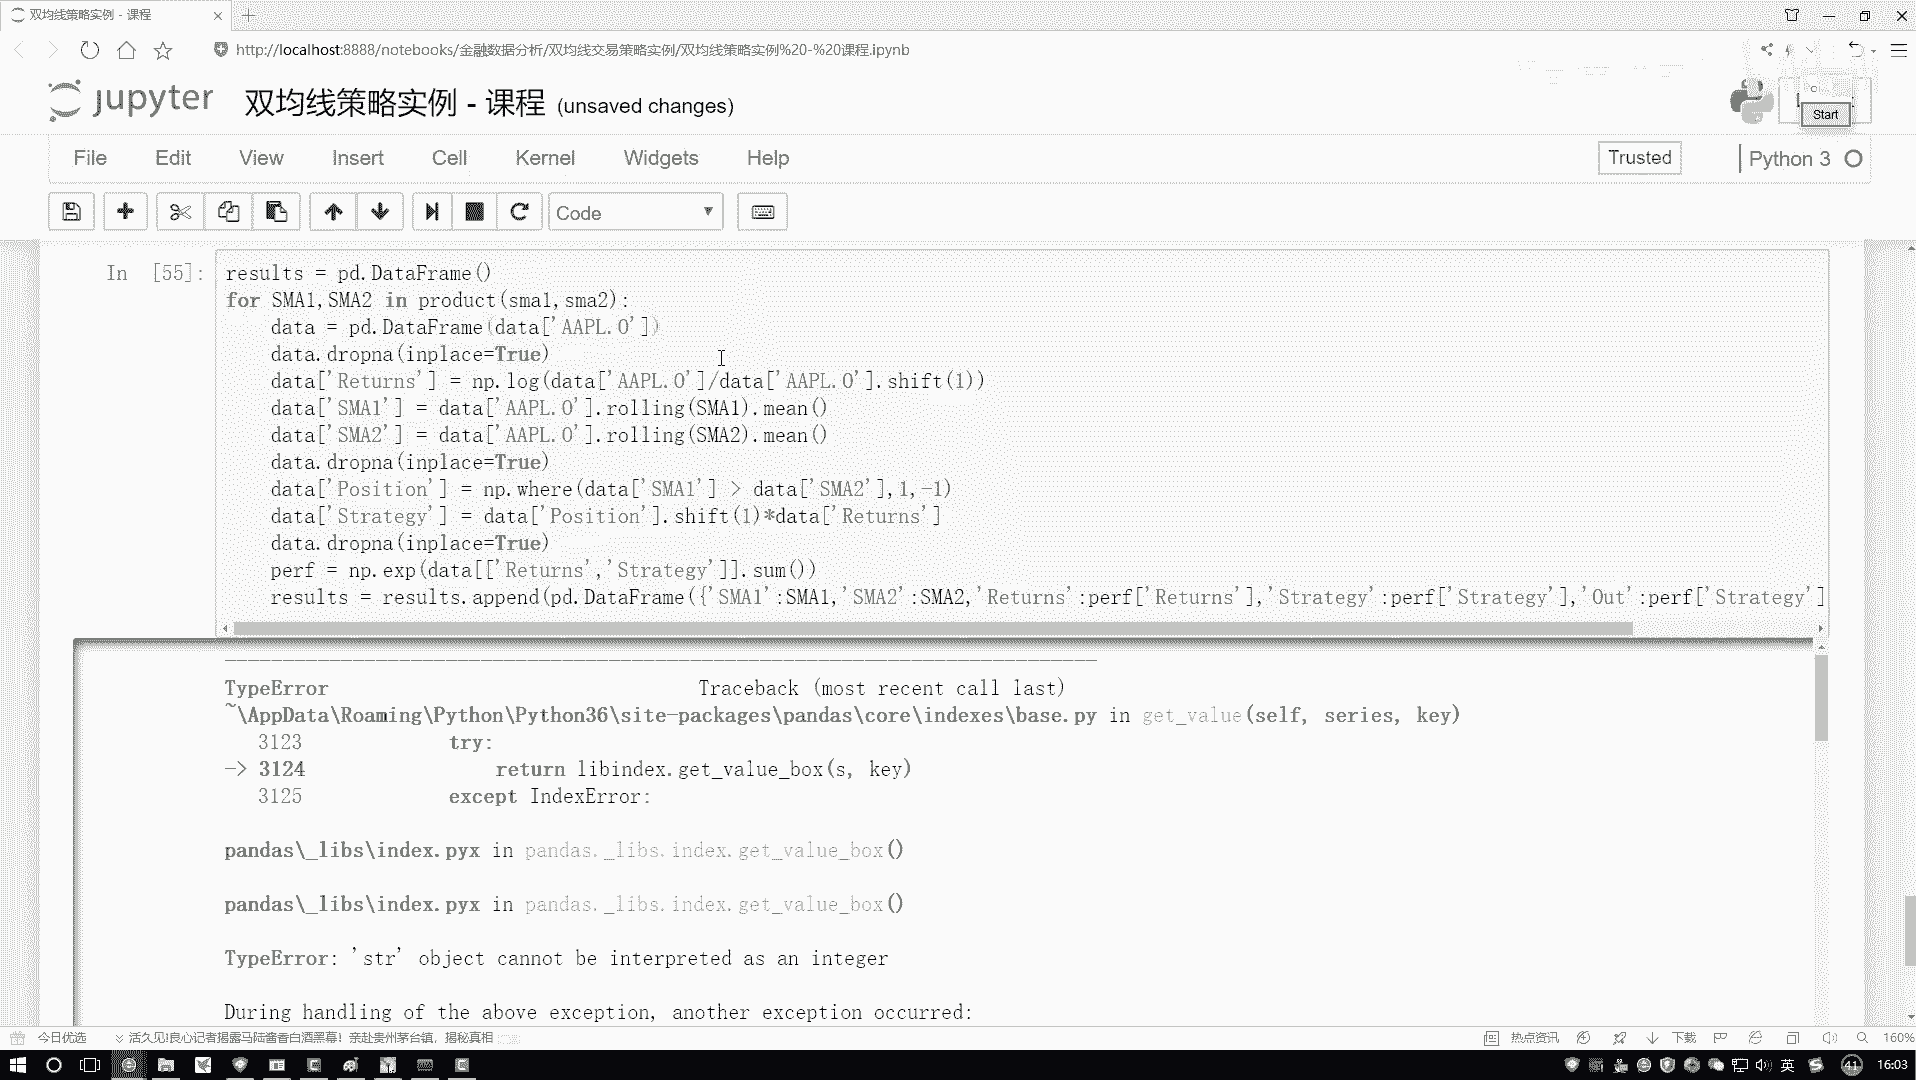 双均线策略实例 - 课程
http://localhost:8888/notebooks/金融数据分析/双均线交易策略实例/双均线策略实例%20-%20课程.ipynb
jupyter 双均线策略实例 - 课程 (unsaved changes)
Start
File Edit View Insert Cell Kernel Widgets Help
Trusted
Python 3
Code
In [55]:
results = pd.DataFrame()
for SMA1,SMA2 in product(sma1,sma2):
    data = pd.DataFrame(data['AAPL.O'])
    data.dropna(inplace=True)
    data['Returns'] = np.log(data['AAPL.O']/data['AAPL.O'].shift(1))
    data['SMA1'] = data['AAPL.O'].rolling(SMA1).mean()
    data['SMA2'] = data['AAPL.O'].rolling(SMA2).mean()
    data.dropna(inplace=True)
    data['Position'] = np.where(data['SMA1'] > data['SMA2'],1,-1)
    data['Strategy'] = data['Position'].shift(1)*data['Returns']
    data.dropna(inplace=True)
    perf = np.exp(data[['Returns','Strategy']].sum())
    results = results.append(pd.DataFrame({'SMA1':SMA1,'SMA2':SMA2,'Returns':perf['Returns'],'Strategy':perf['Strategy'],'Out':perf['Strategy']
TypeError Traceback (most recent call last)
~\AppData\Roaming\Python\Python36\site-packages\pandas\core\indexes\base.py in get_value(self, series, key)
3123 try:
-> 3124 return libindex.get_value_box(s, key)
3125 except IndexError:
pandas\_libs\index.pyx in pandas._libs.index.get_value_box()
pandas\_libs\index.pyx in pandas._libs.index.get_value_box()
TypeError: 'str' object cannot be interpreted as an integer
During handling of the above exception, another exception occurred:
今日优选 活久见!良心记者揭露马陆酱香白酒黑幕! 亲赴贵州茅台镇, 揭秘真相
热点资讯 下载 160%
英 41 16:03